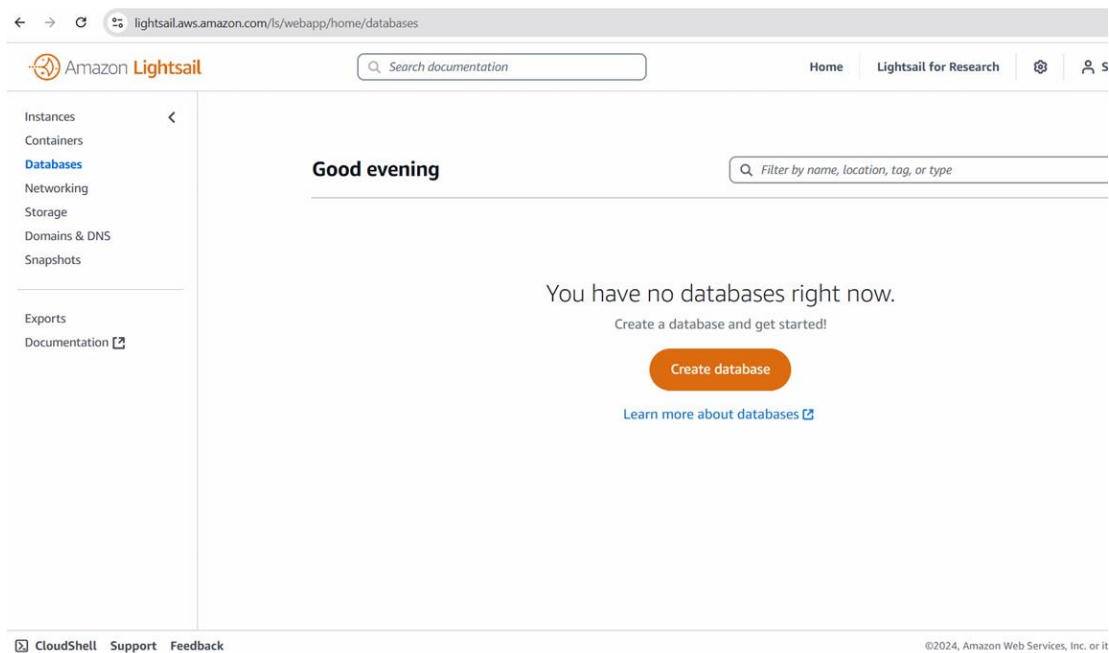 lightsail.aws.amazon.com/ls/webapp/home/databases
Amazon Lightsail
Search documentation
Home
Lightsail for Research
S
Instances
Containers
Databases
Networking
Storage
Domains & DNS
Snapshots
Exports
Documentation
Good evening
Filter by name, location, tag, or type
You have no databases right now.
Create a database and get started!
Create database
Learn more about databases
CloudShell Support Feedback
©2024, Amazon Web Services, Inc. or it